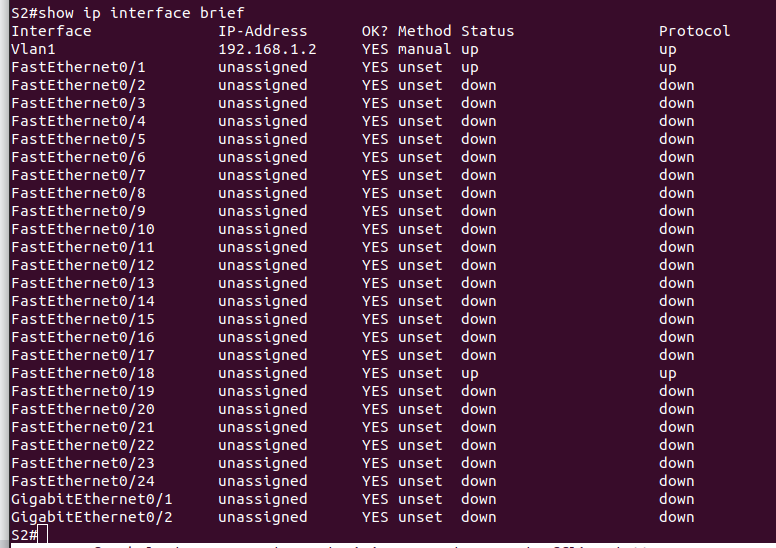 S2#show ip interface brief
Interface              IP-Address      OK? Method Status                Protocol
Vlan1                  192.168.1.2     YES manual up                    up
FastEthernet0/1        unassigned      YES unset  up                    up
FastEthernet0/2        unassigned      YES unset  down                  down
FastEthernet0/3        unassigned      YES unset  down                  down
FastEthernet0/4        unassigned      YES unset  down                  down
FastEthernet0/5        unassigned      YES unset  down                  down
FastEthernet0/6        unassigned      YES unset  down                  down
FastEthernet0/7        unassigned      YES unset  down                  down
FastEthernet0/8        unassigned      YES unset  down                  down
FastEthernet0/9        unassigned      YES unset  down                  down
FastEthernet0/10       unassigned      YES unset  down                  down
FastEthernet0/11       unassigned      YES unset  down                  down
FastEthernet0/12       unassigned      YES unset  down                  down
FastEthernet0/13       unassigned      YES unset  down                  down
FastEthernet0/14       unassigned      YES unset  down                  down
FastEthernet0/15       unassigned      YES unset  down                  down
FastEthernet0/16       unassigned      YES unset  down                  down
FastEthernet0/17       unassigned      YES unset  down                  down
FastEthernet0/18       unassigned      YES unset  up                    up
FastEthernet0/19       unassigned      YES unset  down                  down
FastEthernet0/20       unassigned      YES unset  down                  down
FastEthernet0/21       unassigned      YES unset  down                  down
FastEthernet0/22       unassigned      YES unset  down                  down
FastEthernet0/23       unassigned      YES unset  down                  down
FastEthernet0/24       unassigned      YES unset  down                  down
GigabitEthernet0/1     unassigned      YES unset  down                  down
GigabitEthernet0/2     unassigned      YES unset  down                  down
S2#